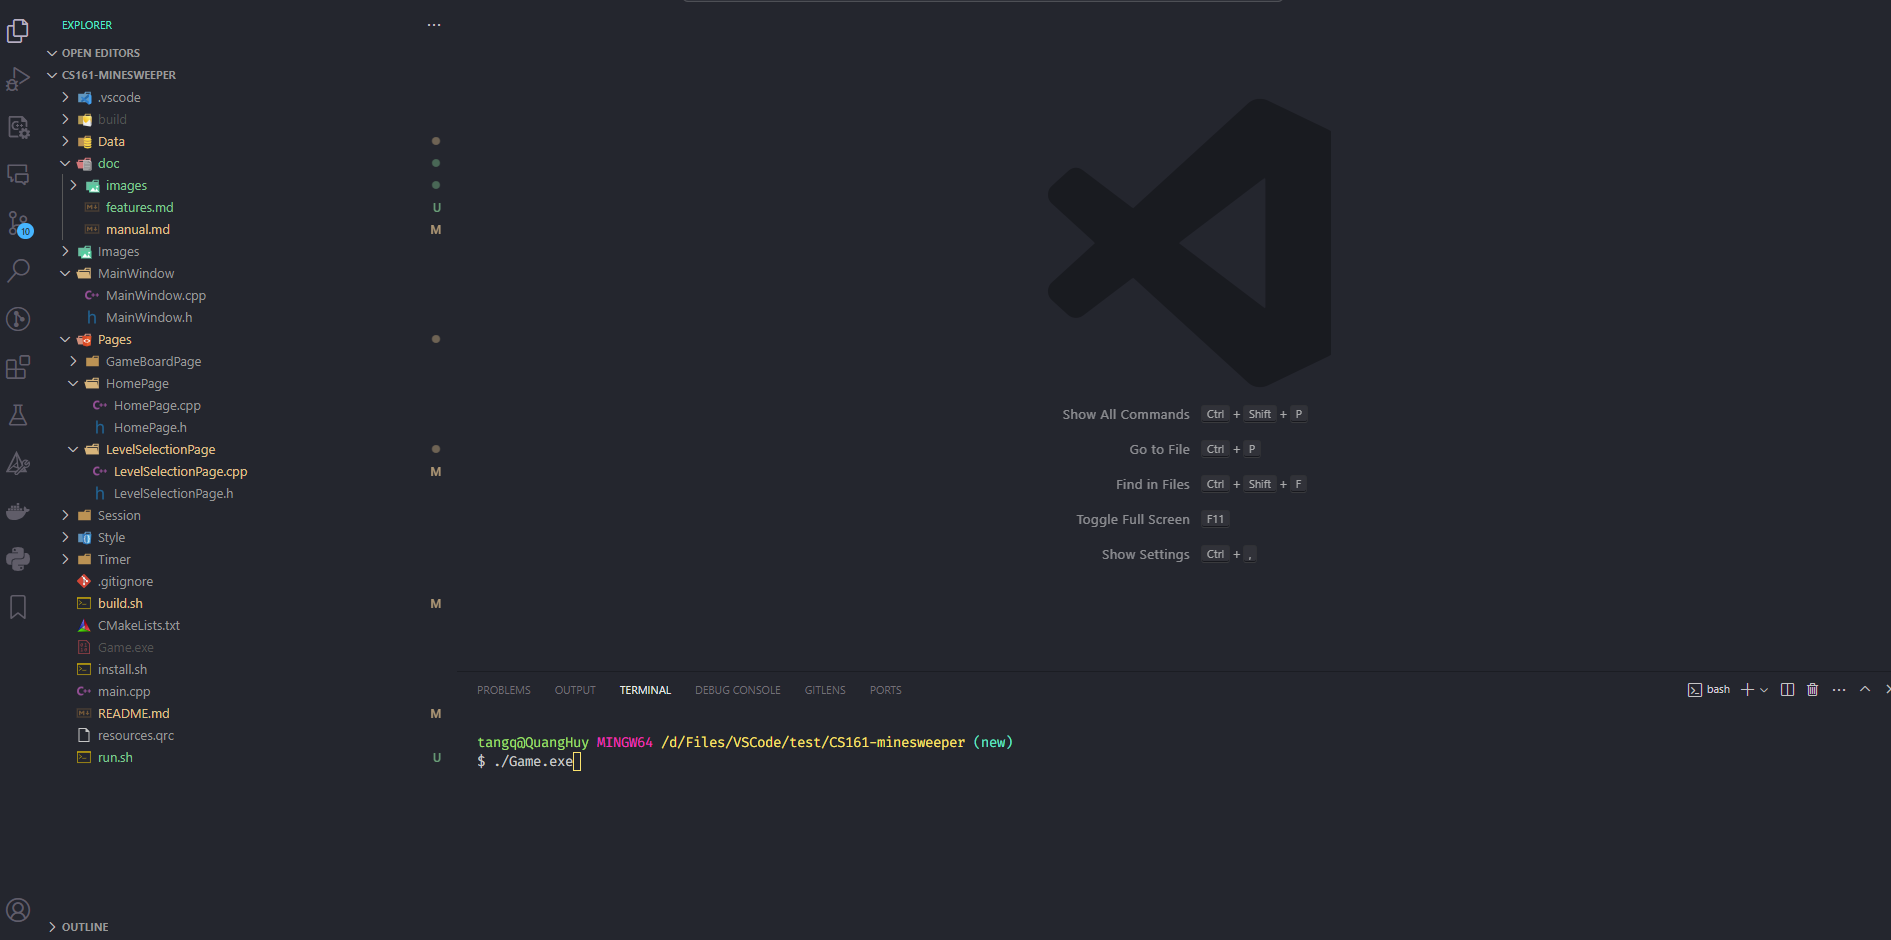 EXPLORER
OPEN EDITORS
CS161-MINESWEEPER
.vscode
build
Data
doc
images
features.md U
manual.md M
10
Images
MainWindow
MainWindow.cpp
MainWindow.h
Pages
GameBoardPage
HomePage
HomePage.cpp
HomePage.h
LevelSelectionPage
LevelSelectionPage.cpp M
LevelSelectionPage.h
Session
Style
Timer
.gitignore
build.sh M
CMakeLists.txt
Game.exe
install.sh
main.cpp
README.md M
resources.qrc
run.sh U
OUTLINE
Show All Commands Ctrl + Shift + P
Go to File Ctrl + P
Find in Files Ctrl + Shift + F
Toggle Full Screen F11
Show Settings Ctrl + ,
PROBLEMS OUTPUT TERMINAL DEBUG CONSOLE GITLENS PORTS bash
tangq@QuangHuy MINGW64 /d/Files/VSCode/test/CS161-minesweeper (new)
$ ./Game.exe